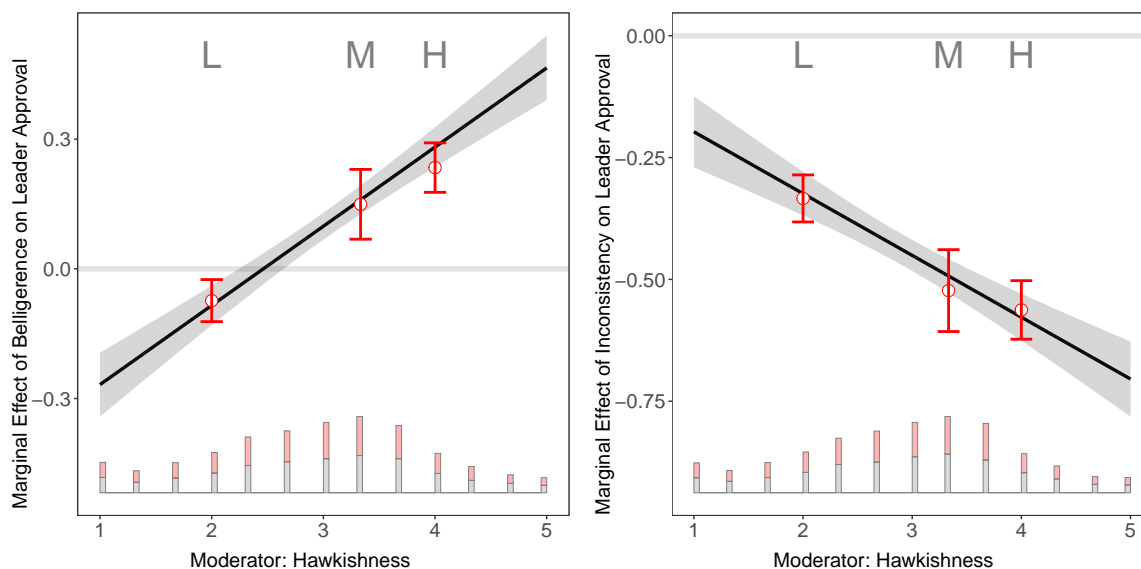 Marginal Effect of Belligerence on Leader Approval
L M H
0.3
0.0
−0.3
1 2 3 4 5
Moderator: Hawkishness
Marginal Effect of Inconsistency on Leader Approval
L M H
0.00
−0.25
−0.50
−0.75
1 2 3 4 5
Moderator: Hawkishness